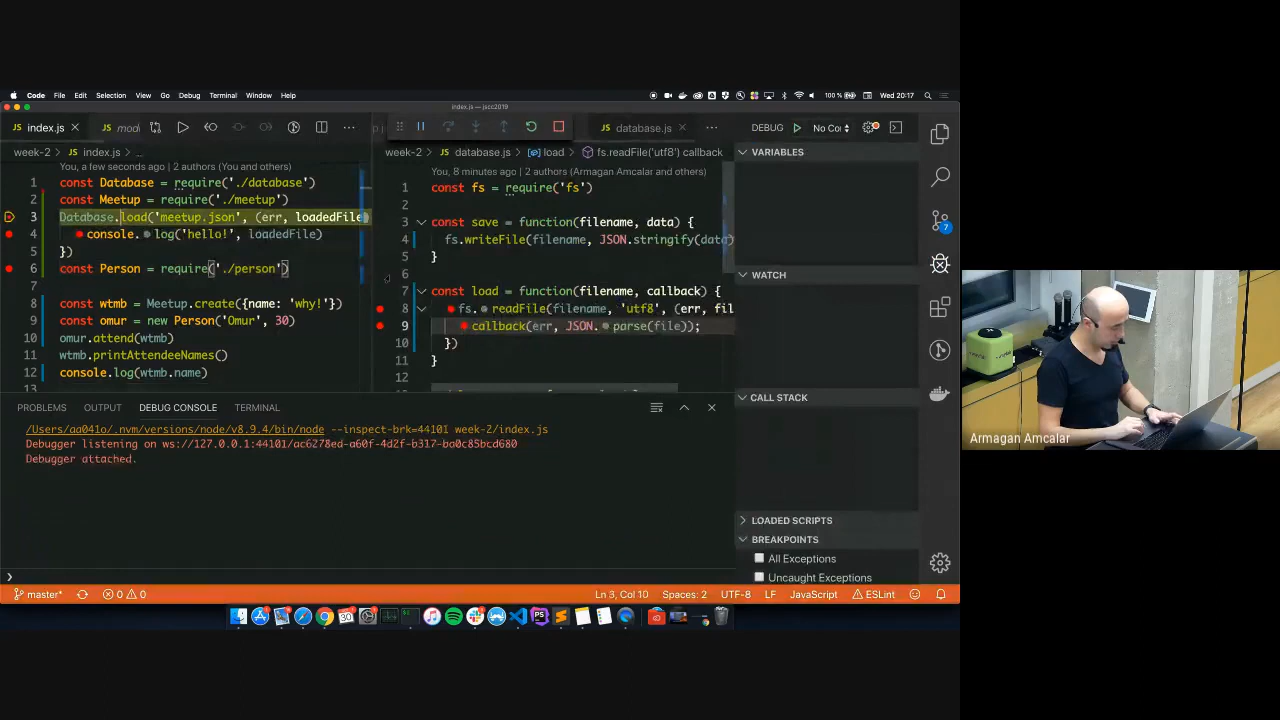 Code File Edit Selection View Go Debug Terminal Window Help
100% Wed 20:17
index.js — jscc2019
index.js
database.js
DEBUG No Co
week-2 > index.js > ...
week-2 > database.js > load > fs.readFile('utf8') callback
You, a few seconds ago | 2 authors (You and others)
1 const Database = require('./database')
2 const Meetup = require('./meetup')
3 Database.load('meetup.json', (err, loadedFile)
4 console.log('hello!', loadedFile)
5 })
6 const Person = require('./person')
7
8 const wtmb = Meetup.create({name: 'why!'})
9 const omur = new Person('Omur', 30)
10 omur.attend(wtmb)
11 wtmb.printAttendeeNames()
12 console.log(wtmb.name)
13
You, 8 minutes ago | 2 authors (Armagan Amcalar and others)
1 const fs = require('fs')
2
3 const save = function(filename, data) {
4 fs.writeFile(filename, JSON.stringify(data)
5 }
6
7 const load = function(filename, callback) {
8 fs.readFile(filename, 'utf8', (err, fil
9 callback(err, JSON.parse(file));
10 })
11 }
12
VARIABLES
WATCH
CALL STACK
LOADED SCRIPTS
BREAKPOINTS
All Exceptions
Uncaught Exceptions
7
PROBLEMS OUTPUT DEBUG CONSOLE TERMINAL
/Users/aa041o/.nvm/versions/node/v8.9.4/bin/node --inspect-brk=44101 week-2/index.js
Debugger listening on ws://127.0.0.1:44101/ac6278ed-a60f-4d2f-b317-ba0c85bcd680
Debugger attached.
master* 0 0 Ln 3, Col 10 Spaces: 2 UTF-8 LF JavaScript ESLint
Armagan Amcalar